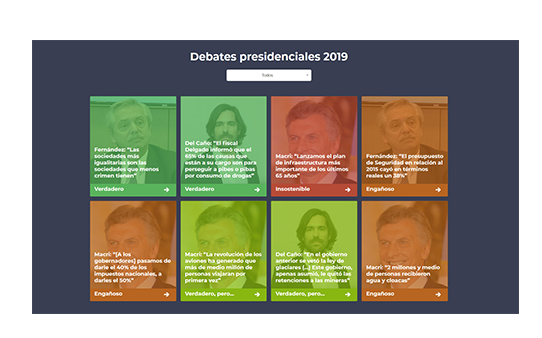 Debates presidenciales 2019
Todos
Fernández: "Las
sociedades más
igualitarias son las
sociedades que menos
crimen tienen"
Verdadero
Del Caño: "El fiscal
Delgado informó que el
65% de las causas que
están a su cargo son para
perseguir a pibes o pibas
por consumo de drogas"
Verdadero
Macri: "Lanzamos el plan
de infraestructura más
importante de los últimos
65 años"
Insostenible
Fernández: "El presupuesto
de Seguridad en relación al
2015 cayó en términos
reales un 38%"
Engañoso
Macri: "[A los
gobernadores] pasamos de
darle el 40% de los
impuestos nacionales, a
darles el 50%"
Engañoso
Macri: "La revolución de los
aviones ha generado que
más de medio millón de
personas viajaran por
primera vez"
Verdadero, pero...
Del Caño: "En el gobierno
anterior se vetó la ley de
glaciares (...) Este gobierno,
apenas asumió, le quitó las
retenciones a las mineras"
Verdadero, pero...
Macri: "2 millones y medio
de personas recibieron
agua y cloacas"
Engañoso